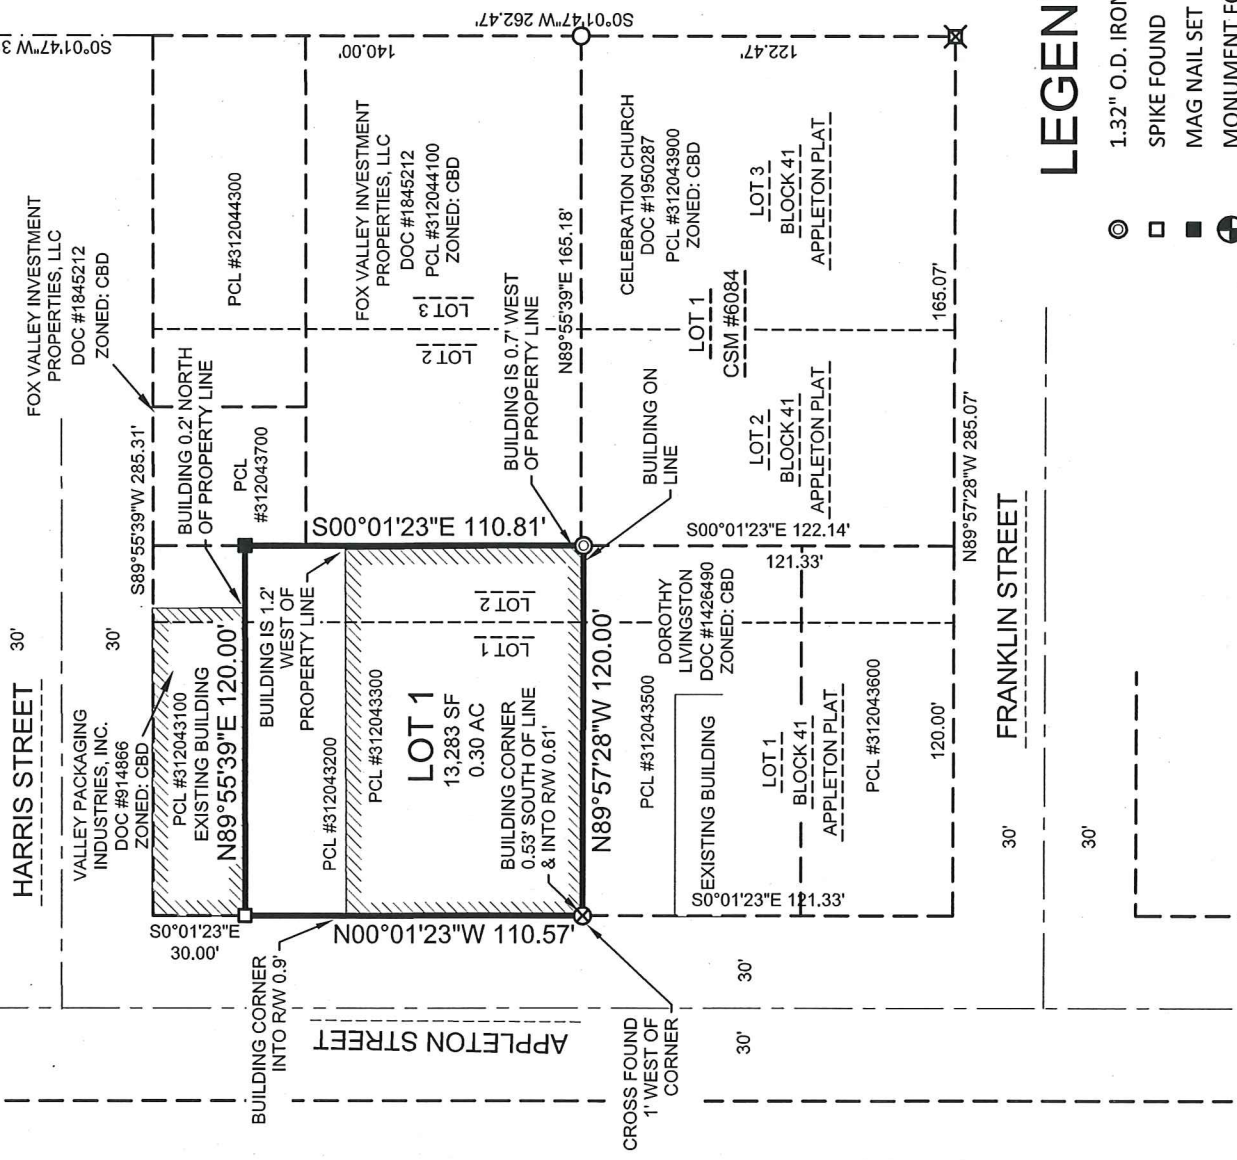 S0°01'47"W 3
S0°01'47"W 262.47'
140.00'
122.47'
FOX VALLEY INVESTMENT
PROPERTIES, LLC
DOC #1845212
ZONED: CBD
PCL #312044300
FOX VALLEY INVESTMENT
PROPERTIES, LLC
DOC #1845212
PCL #312044100
ZONED: CBD
LOT 3
LOT 2
N89°55'39"E 165.18'
CELEBRATION CHURCH
DOC #1950287
PCL #312043900
ZONED: CBD
LOT 3
BLOCK 41
APPLETON PLAT
LOT 1
CSM #6084
165.07'
LOT 2
BLOCK 41
APPLETON PLAT
S89°55'39"W 285.31'
BUILDING 0.2' NORTH
OF PROPERTY LINE
PCL
#312043700
BUILDING IS 0.7' WEST
OF PROPERTY LINE
BUILDING ON
LINE
N89°57'28"W 285.07'
S00°01'23"E 110.81'
S00°01'23"E 122.14'
121.33'
HARRIS STREET
30'
30'
VALLEY PACKAGING
INDUSTRIES, INC.
DOC #914866
ZONED: CBD
PCL #312043100
EXISTING BUILDING
N89°55'39"E 120.00'
BUILDING IS 1.2'
WEST OF
PROPERTY LINE
PCL #312043200
PCL #312043300
LOT 2
LOT 1
LOT 1
13,283 SF
0.30 AC
BUILDING CORNER
0.53' SOUTH OF LINE
& INTO R/W 0.61'
N89°57'28"W 120.00'
DOROTHY
LIVINGSTON
DOC #1426490
ZONED: CBD
PCL #312043500
EXISTING BUILDING
LOT 1
BLOCK 41
APPLETON PLAT
PCL #312043600
120.00'
FRANKLIN STREET
30'
30'
S0°01'23"E
30.00'
N00°01'23"W 110.57'
S0°01'23"E 121.33'
BUILDING CORNER
INTO R/W 0.9'
APPLETON STREET
CROSS FOUND
1' WEST OF
CORNER
30'
30'
LEGEN
1.32" O.D. IRON
SPIKE FOUND
MAG NAIL SET
MONUMENT FO